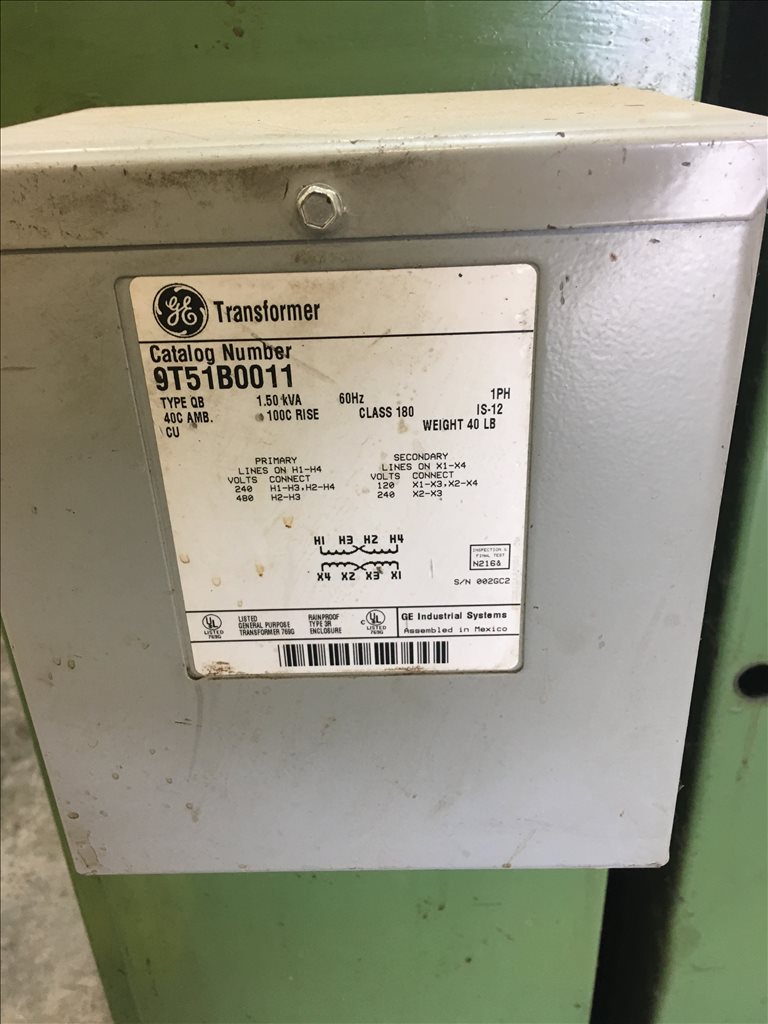 GE Transformer
Catalog Number
9T51B0011
TYPE QB 1.50 kVA 60Hz 1PH
40C AMB. 100C RISE CLASS 180 IS-12
CU WEIGHT 40 LB
PRIMARY SECONDARY
LINES ON H1-H4 LINES ON X1-X4
VOLTS CONNECT VOLTS CONNECT
240 H1-H3,H2-H4 120 X1-X3,X2-X4
480 H2-H3 240 X2-X3
H1 H3 H2 H4
X4 X2 X3 X1
INSPECTION &
FINAL TEST
N216&
S/N 002GC2
UL LISTED 769G
LISTED
GENERAL PURPOSE
TRANSFORMER 769G
RAINPROOF
TYPE 3R
ENCLOSURE
c UL LISTED 769G
GE Industrial Systems
Assembled in Mexico